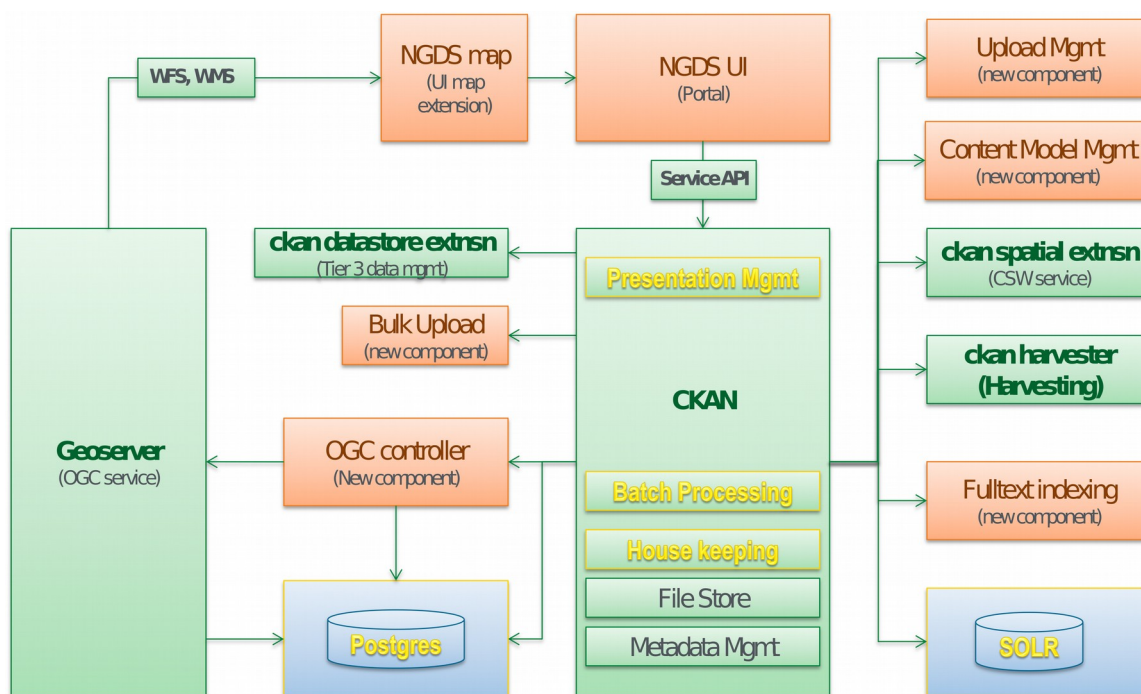 WFS, WMS
NGDS map
(UI map
extension)
NGDS UI
(Portal)
Service API
Upload Mgmt
(new component)
Content Model Mgmt
(new component)
ckan datastore extnsn
(Tier 3 data mgmt)
Bulk Upload
(new component)
Presentation Mgmt
CKAN
ckan spatial extnsn
(CSW service)
ckan harvester
(Harvesting)
Geoserver
(OGC service)
OGC controller
(New component)
Batch Processing
House keeping
File Store
Metadata Mgmt
Fulltext indexing
(new component)
Postgres
SOLR